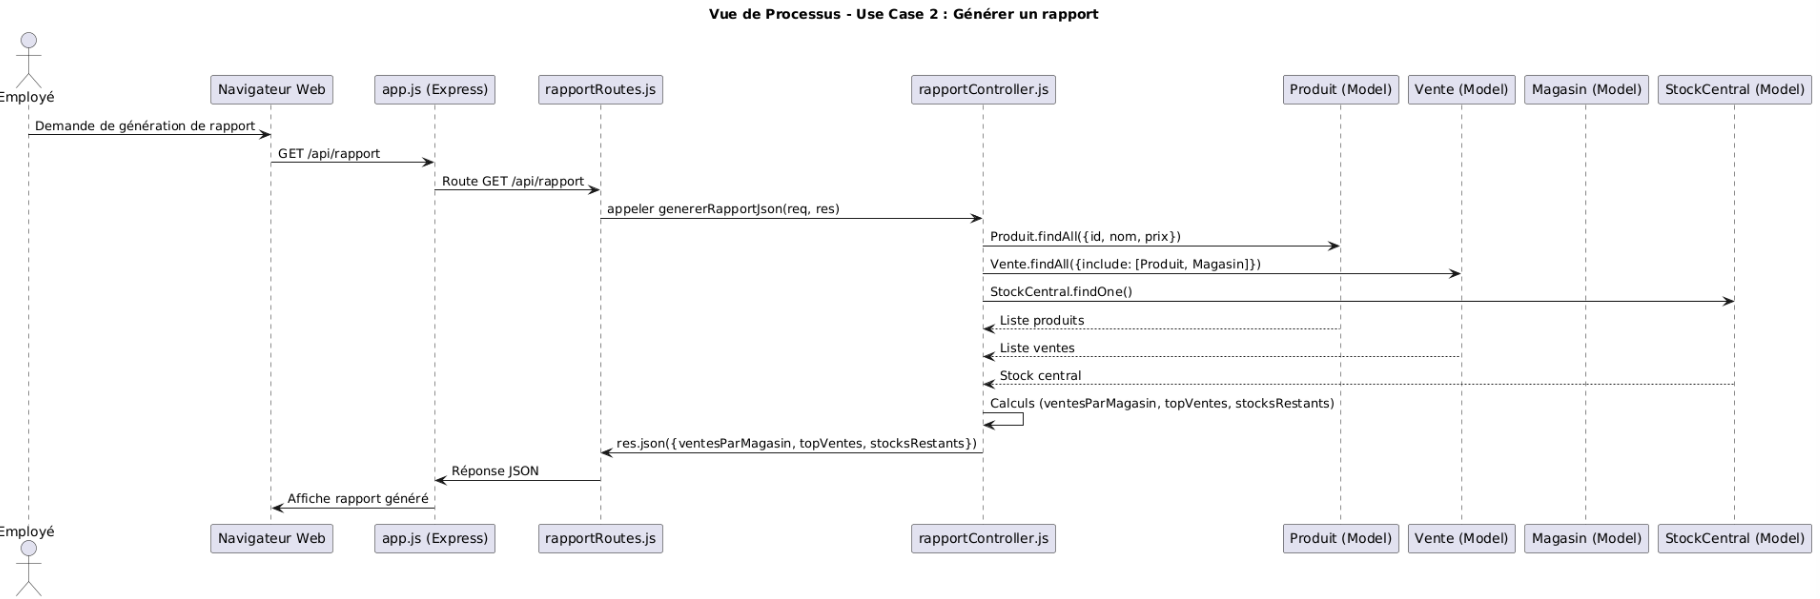 Vue de Processus - Use Case 2 : Générer un rapport
Employé
Navigateur Web
app.js (Express)
rapportRoutes.js
rapportController.js
Produit (Model)
Vente (Model)
Magasin (Model)
StockCentral (Model)
Demande de génération de rapport
GET /api/rapport
Route GET /api/rapport
appeler genererRapportJson(req, res)
Produit.findAll({id, nom, prix})
Vente.findAll({include: [Produit, Magasin]})
StockCentral.findOne()
Liste produits
Liste ventes
Stock central
Calculs (ventesParMagasin, topVentes, stocksRestants)
res.json({ventesParMagasin, topVentes, stocksRestants})
Réponse JSON
Affiche rapport généré
Employé
Navigateur Web
app.js (Express)
rapportRoutes.js
rapportController.js
Produit (Model)
Vente (Model)
Magasin (Model)
StockCentral (Model)